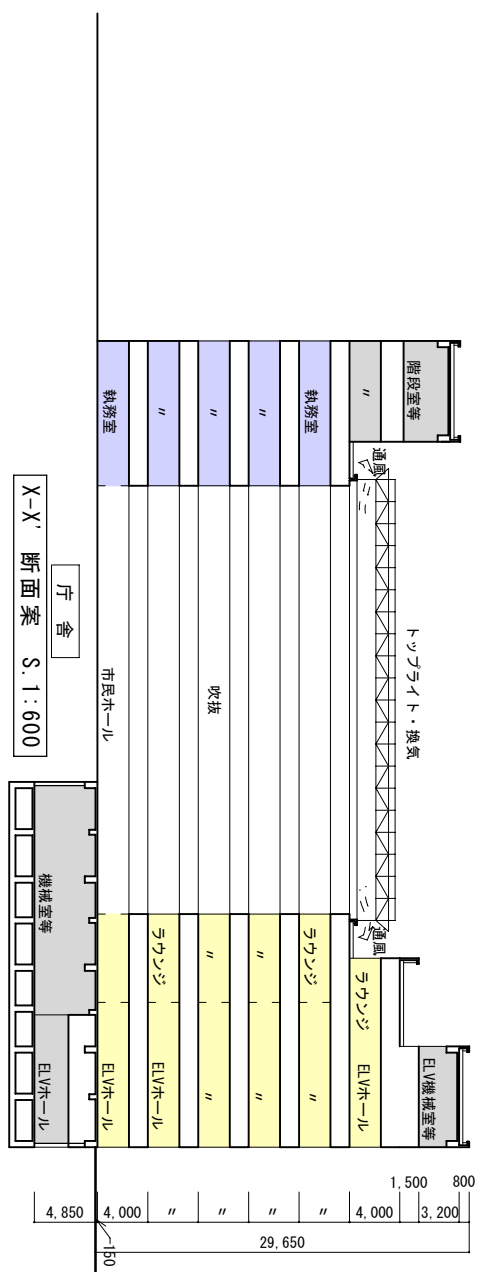 トップライト・換気
階段室等
〃
通風
通風
ELV機械室等
ラウンジ ELVホール
執務室
ラウンジ 〃
〃
〃 〃
〃
吹抜
〃 〃
〃
ラウンジ ELVホール
執務室
市民ホール
ELVホール
機械室等
ELVホール
庁 舎
X-X' 断面案 S.1:600
800
3,200
1,500
4,000
〃
〃
〃
〃
4,000
150
4,850
29,650